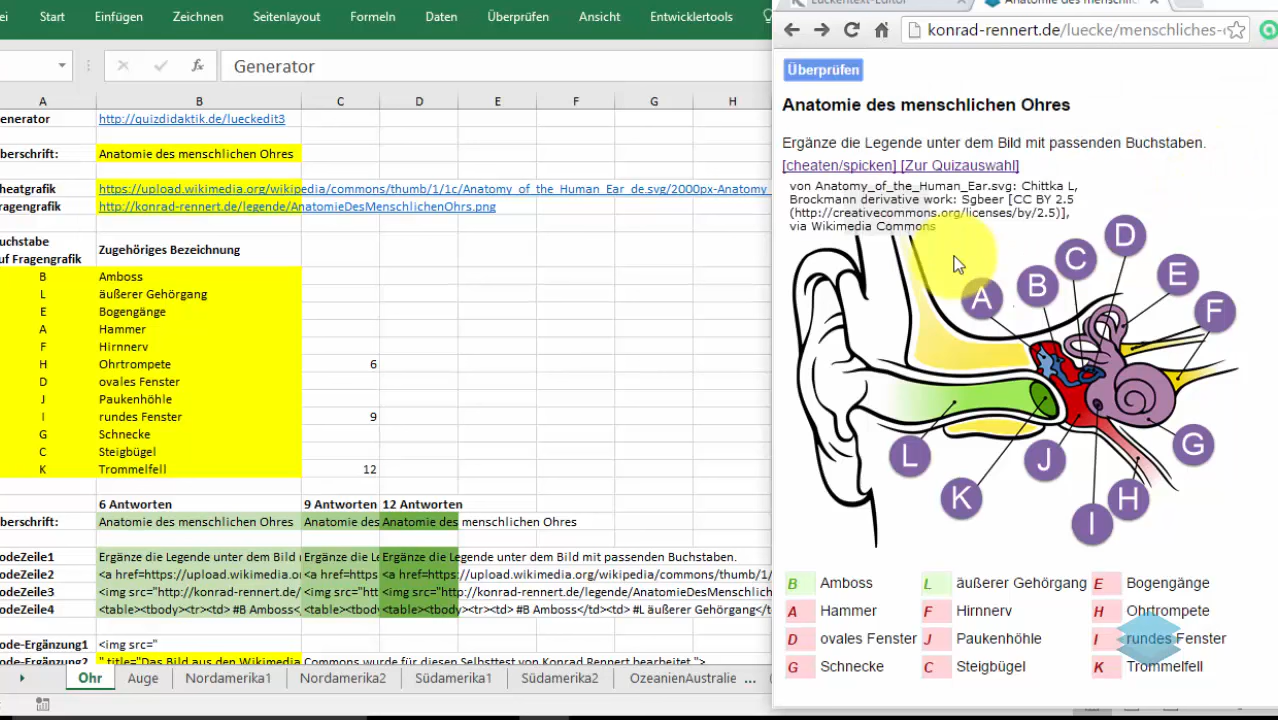 ei Start Einfügen Zeichnen Seitenlayout Formeln Daten Überprüfen Ansicht Entwicklertools
fx Generator
A B C D E F G H
enerator http://quizdidaktik.de/lueckedit3
berschrift: Anatomie des menschlichen Ohres
heatgrafik https://upload.wikimedia.org/wikipedia/commons/thumb/1/1c/Anatomy_of_the_Human_Ear_de.svg/2000px-Anatomy_
ragengrafik http://konrad-rennert.de/legende/AnatomieDesMenschlichenOhrs.png
uchstabe
uf Fragengrafik Zugehöriges Bezeichnung
B Amboss
L äußerer Gehörgang
E Bogengänge
A Hammer
F Hirnnerv
H Ohrtrompete 6
D ovales Fenster
J Paukenhöhle
I rundes Fenster 9
G Schnecke
C Steigbügel
K Trommelfell 12
6 Antworten 9 Antworten 12 Antworten
berschrift: Anatomie des menschlichen Ohres Anatomie des Anatomie des menschlichen Ohres
odeZeile1 Ergänze die Legende unter dem Bild Ergänze die Le Ergänze die Legende unter dem Bild mit passenden Buchstaben.
odeZeile2 <a href=https://upload.wikimedia.o <a href=https <a href=https://upload.wikimedia.org/wikipedia/commons/thumb/1/
odeZeile3 <img src="http://konrad-rennert.de/ <img src="htt <img src="http://konrad-rennert.de/legende/AnatomieDesMenschlichen
odeZeile4 <table><tbody><tr><td> #B Amboss</ <table><tbod <table><tbody><tr><td> #B Amboss</td><td> #L äußerer Gehörgang</t
ode-Ergänzung1 <img src="
ode-Ergänzung2 " title="Das Bild aus den Wikimedia Commons wurde für diesen Selbsttest von Konrad Rennert bearbeitet.">
Ohr Auge Nordamerika1 Nordamerika2 Südamerika1 Südamerika2 OzeanienAustralie ...
Lückentext-Editor Anatomie des menschli
konrad-rennert.de/luecke/menschliches-
Überprüfen
Anatomie des menschlichen Ohres
Ergänze die Legende unter dem Bild mit passenden Buchstaben.
[cheaten/spicken] [Zur Quizauswahl]
von Anatomy_of_the_Human_Ear.svg: Chittka L,
Brockmann derivative work: Sgbeer [CC BY 2.5
(http://creativecommons.org/licenses/by/2.5)],
via Wikimedia Commons
D
C
E
B
A
F
G
L
J
K
H
I
B Amboss L äußerer Gehörgang E Bogengänge
A Hammer F Hirnnerv H Ohrtrompete
D ovales Fenster J Paukenhöhle I rundes Fenster
G Schnecke C Steigbügel K Trommelfell